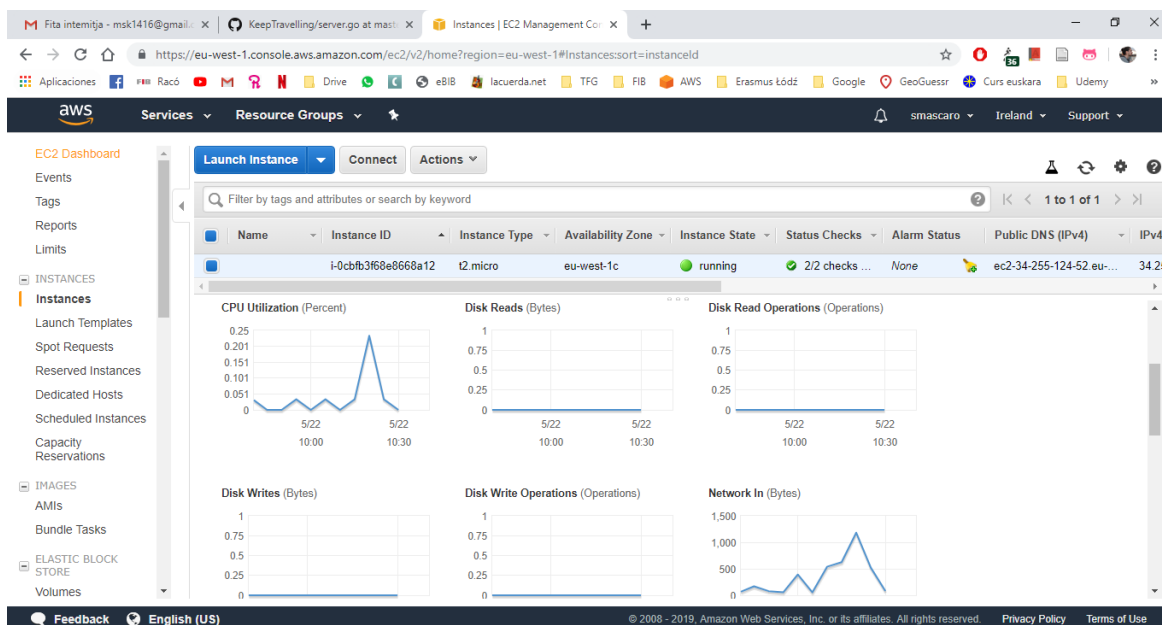 Fita intemitja - msk1416@gmail.c
KeepTravelling/server.go at mast
Instances | EC2 Management Con
https://eu-west-1.console.aws.amazon.com/ec2/v2/home?region=eu-west-1#Instances:sort=instanceId
36
Aplicaciones FIB Racó Drive eBIB lacuerda.net TFG FIB AWS Erasmus Łódź Google GeoGuessr Curs euskara Udemy »
aws Services Resource Groups smascaro Ireland Support
EC2 Dashboard
Events
Tags
Reports
Limits
INSTANCES
Instances
Launch Templates
Spot Requests
Reserved Instances
Dedicated Hosts
Scheduled Instances
Capacity
Reservations
IMAGES
AMIs
Bundle Tasks
ELASTIC BLOCK
STORE
Volumes
Launch Instance Connect Actions
Filter by tags and attributes or search by keyword
1 to 1 of 1
Name Instance ID Instance Type Availability Zone Instance State Status Checks Alarm Status Public DNS (IPv4) IPv4
i-0cbfb3f68e8668a12 t2.micro eu-west-1c running 2/2 checks ... None ec2-34-255-124-52.eu-... 34.25
CPU Utilization (Percent)
0.25
0.201
0.151
0.101
0.051
0
5/22 5/22
10:00 10:30
Disk Reads (Bytes)
1
0.75
0.5
0.25
0
5/22 5/22
10:00 10:30
Disk Read Operations (Operations)
1
0.75
0.5
0.25
0
5/22 5/22
10:00 10:30
Disk Writes (Bytes)
1
0.75
0.5
0.25
0
Disk Write Operations (Operations)
1
0.75
0.5
0.25
0
Network In (Bytes)
1,500
1,000
500
0
Feedback English (US) © 2008 - 2019, Amazon Web Services, Inc. or its affiliates. All rights reserved. Privacy Policy Terms of Use